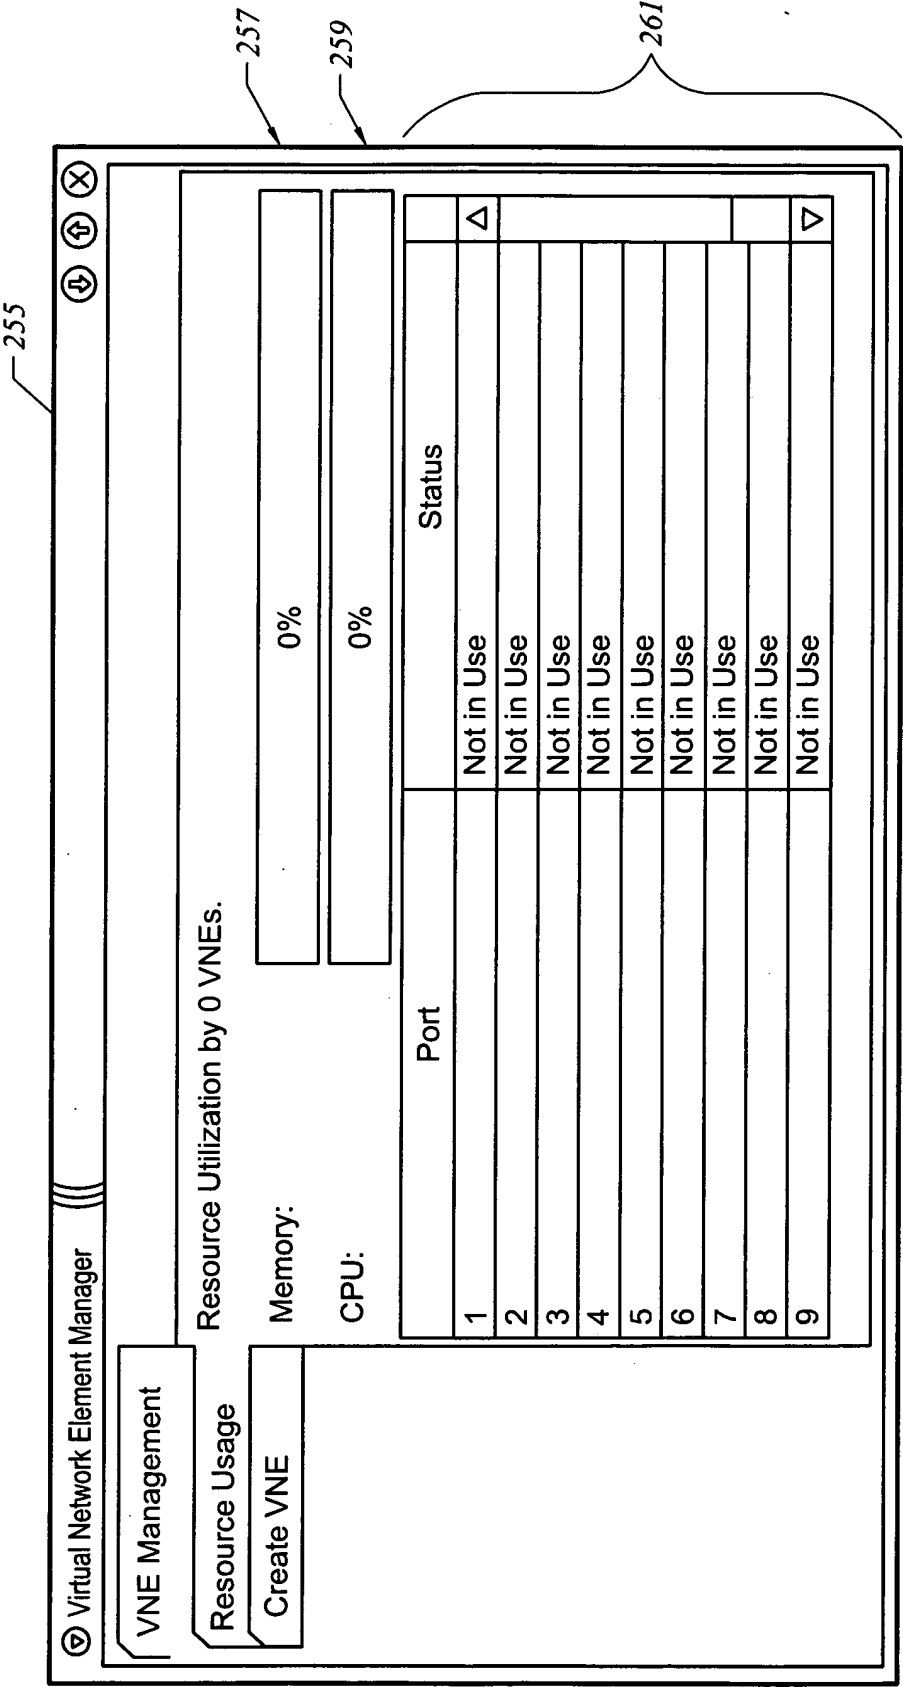 255
Virtual Network Element Manager
VNE Management
Resource Usage
Create VNE
Resource Utilization by 0 VNEs.
Memory:
0%
257
CPU:
0%
259
Port Status
1 Not in Use
2 Not in Use
3 Not in Use
4 Not in Use
5 Not in Use
6 Not in Use
7 Not in Use
8 Not in Use
9 Not in Use
261